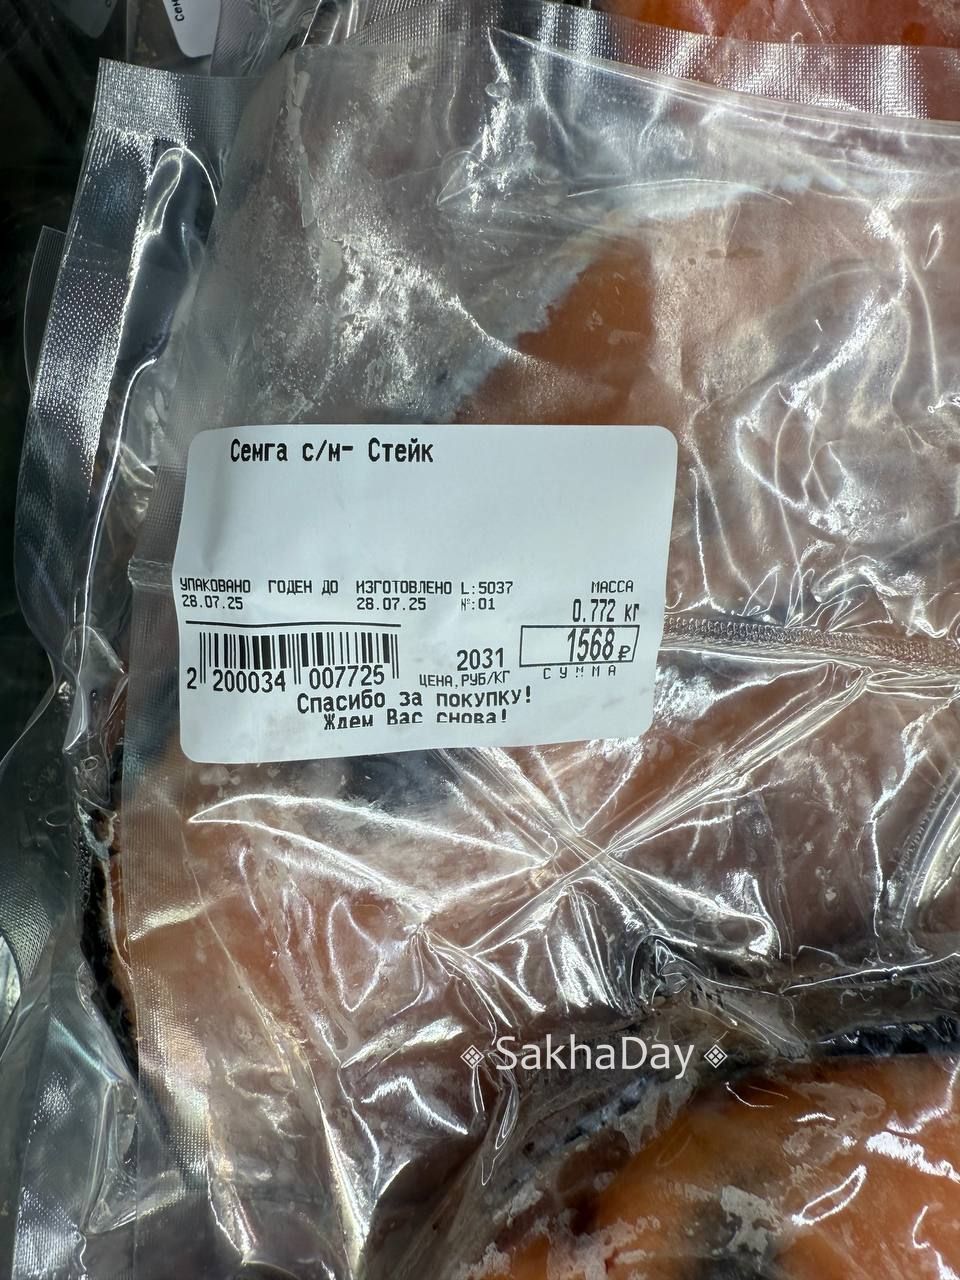 Семга с/м- Стейк
УПАКОВАНО ГОДЕН ДО ИЗГОТОВЛЕНО L:5037 МАССА
28.07.25 28.07.25 №:01 0.772 кг
1568 ₽
2031 СУММА
2 200034 007725 ЦЕНА,РУБ/КГ
Спасибо за покупку!
Ждем Вас снова!
SakhaDay